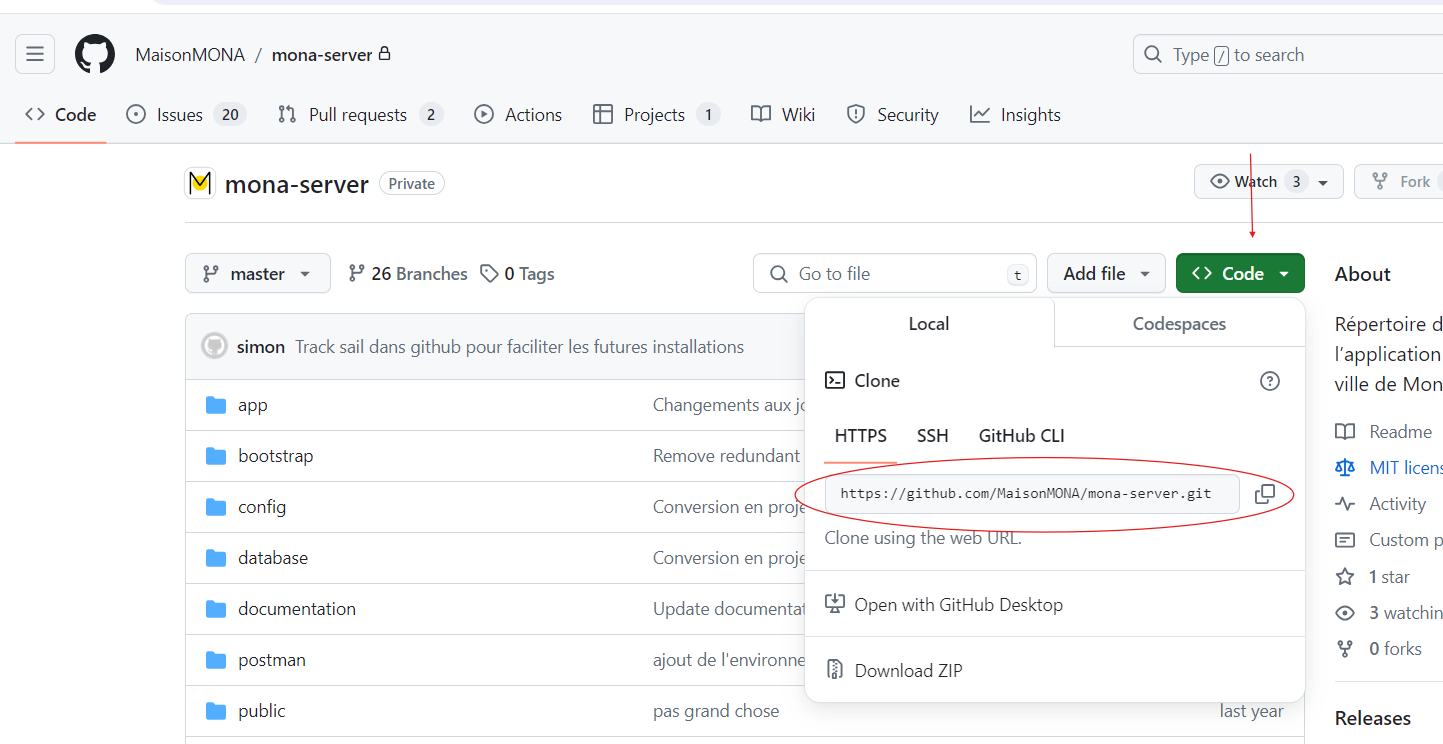 MaisonMONA / mona-server
Type / to search
Code
Issues 20
Pull requests 2
Actions
Projects 1
Wiki
Security
Insights
M
mona-server Private
Watch 3
Fork
master
26 Branches
0 Tags
Go to file t
Add file
Code
About
Local
Codespaces
Répertoire d
l’application
ville de Mon
simon Track sail dans github pour faciliter les futures installations
Clone
app Changements aux jo
HTTPS SSH GitHub CLI
Readme
bootstrap Remove redundant
MIT licens
https://github.com/MaisonMONA/mona-server.git
config Conversion en proje
Activity
Clone using the web URL.
Custom p
database Conversion en proje
1 star
Open with GitHub Desktop
documentation Update documentat
3 watchin
0 forks
postman ajout de l'environne
Download ZIP
public pas grand chose last year
Releases